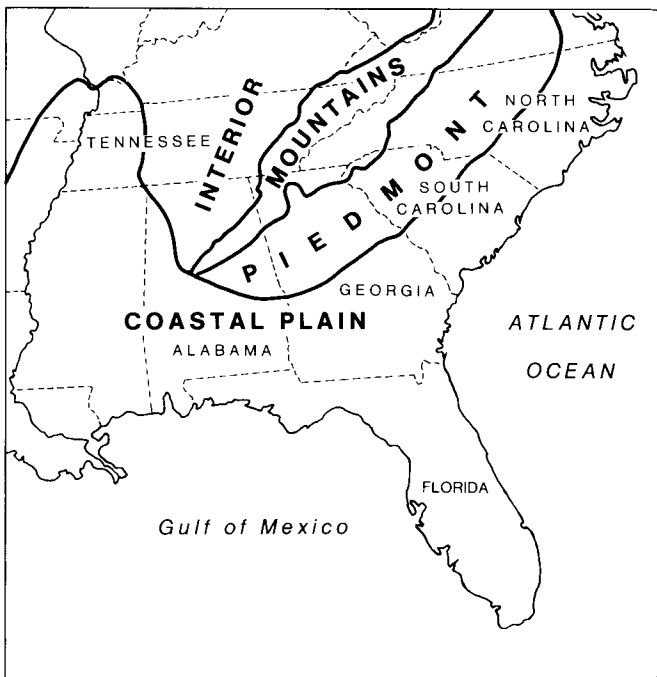 INTERIOR
MOUNTAINS
PIEDMONT
NORTH
CAROLINA
TENNESSEE
SOUTH
CAROLINA
GEORGIA
COASTAL PLAIN
ALABAMA
ATLANTIC
OCEAN
FLORIDA
Gulf of Mexico